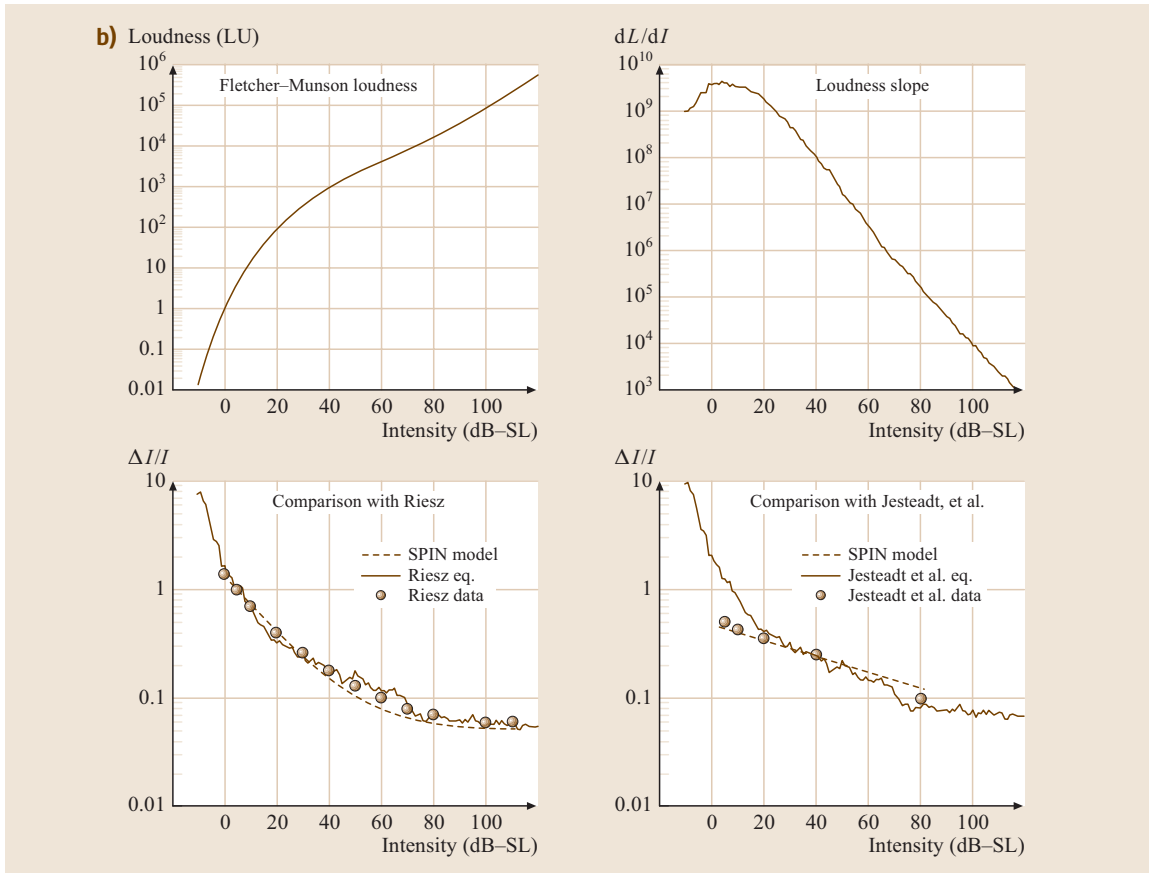 b) Loudness (LU)
10^6
10^5
10^4
10^3
10^2
10
1
0.1
0.01
Fletcher–Munson loudness
0 20 40 60 80 100
Intensity (dB–SL)
dL/dI
10^10
10^9
10^8
10^7
10^6
10^5
10^4
10^3
Loudness slope
0 20 40 60 80 100
Intensity (dB–SL)
ΔI/I
10
1
0.1
0.01
Comparison with Riesz
SPIN model
Riesz eq.
Riesz data
0 20 40 60 80 100
Intensity (dB–SL)
ΔI/I
10
1
0.1
0.01
Comparison with Jesteadt, et al.
SPIN model
Jesteadt et al. eq.
Jesteadt et al. data
0 20 40 60 80 100
Intensity (dB–SL)